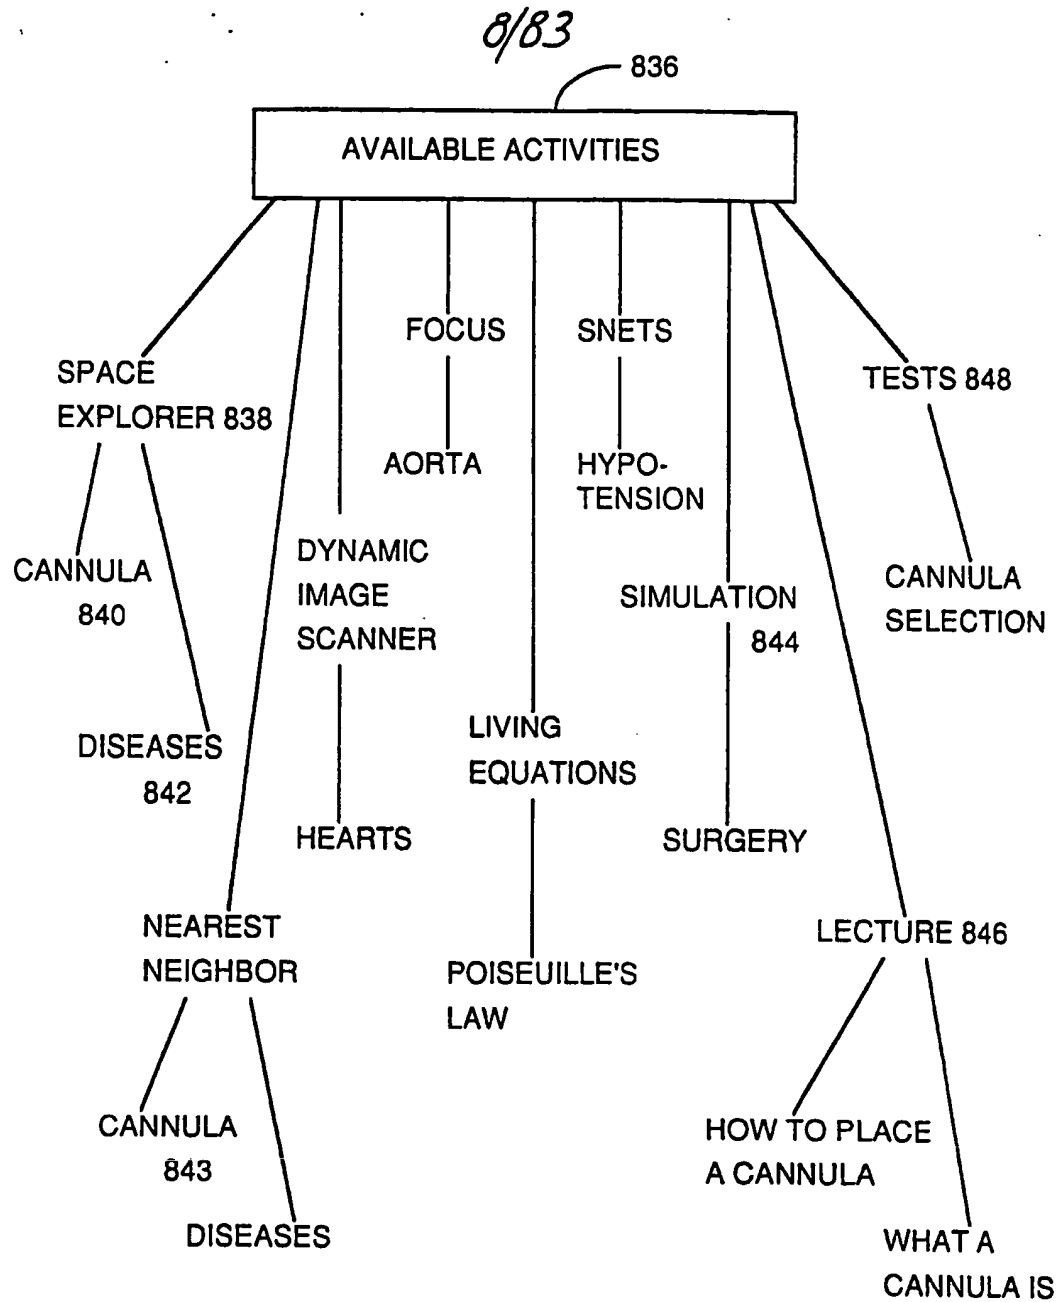 8/83
836
AVAILABLE ACTIVITIES
FOCUS
SNETS
SPACE
EXPLORER 838
TESTS 848
AORTA
HYPO-
TENSION
CANNULA
840
DYNAMIC
IMAGE
SCANNER
SIMULATION
844
CANNULA
SELECTION
DISEASES
842
LIVING
EQUATIONS
HEARTS
SURGERY
NEAREST
NEIGHBOR
LECTURE 846
POISEUILLE'S
LAW
CANNULA
843
HOW TO PLACE
A CANNULA
DISEASES
WHAT A
CANNULA IS